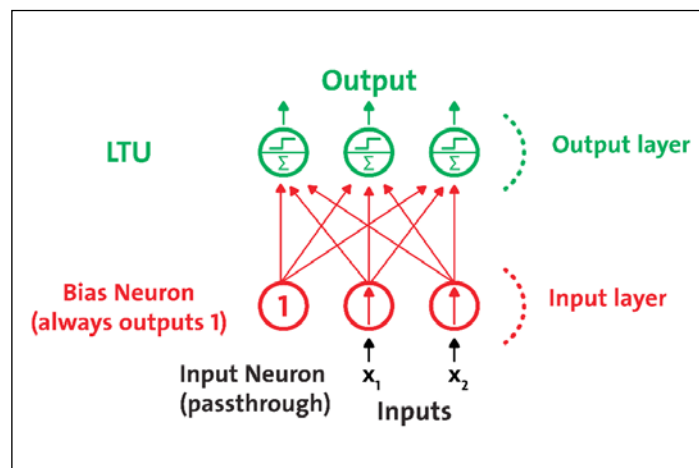 Output
LTU
Σ
Σ
Σ
Output layer
Bias Neuron
(always outputs 1)
1
Input layer
Input Neuron
(passthrough)
x1
x2
Inputs